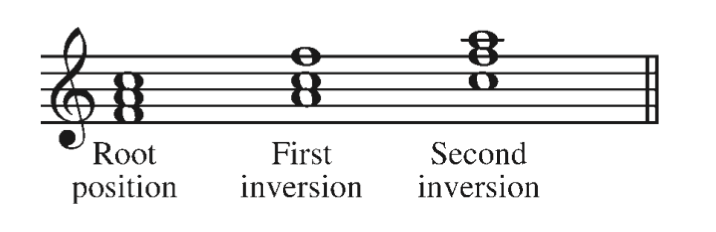 Root First Second
position inversion inversion